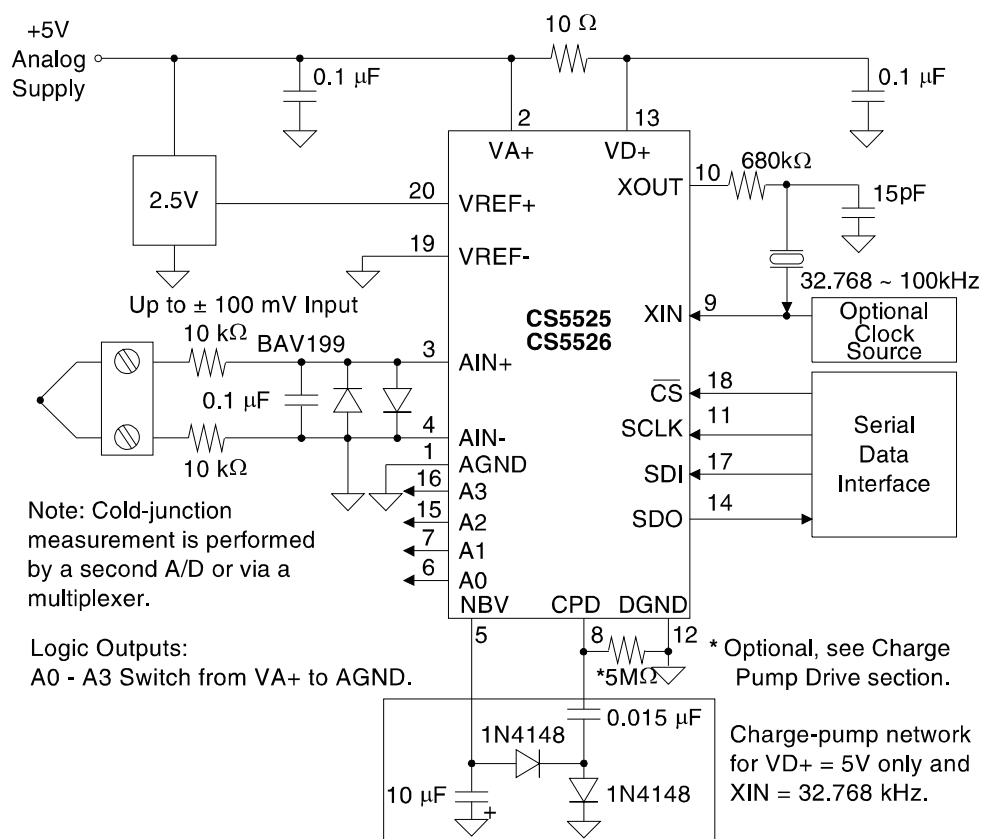 +5V
Analog
Supply
10 Ω
0.1 µF
0.1 µF
2
13
VA+
VD+
680kΩ
10
XOUT
15pF
2.5V
20
VREF+
19
VREF-
32.768 ~ 100kHz
Up to ± 100 mV Input
CS5525
CS5526
XIN
9
Optional
Clock
Source
10 kΩ
BAV199
3
AIN+
0.1 µF
CS
18
SCLK
11
SDI
17
SDO
14
Serial
Data
Interface
4
AIN-
10 kΩ
1
AGND
16
A3
15
A2
7
A1
6
A0
Note: Cold-junction
measurement is performed
by a second A/D or via a
multiplexer.
NBV
CPD
DGND
5
8
12
Logic Outputs:
A0 - A3 Switch from VA+ to AGND.
*5MΩ
* Optional, see Charge
Pump Drive section.
0.015 µF
1N4148
10 µF
+
1N4148
Charge-pump network
for VD+ = 5V only and
XIN = 32.768 kHz.